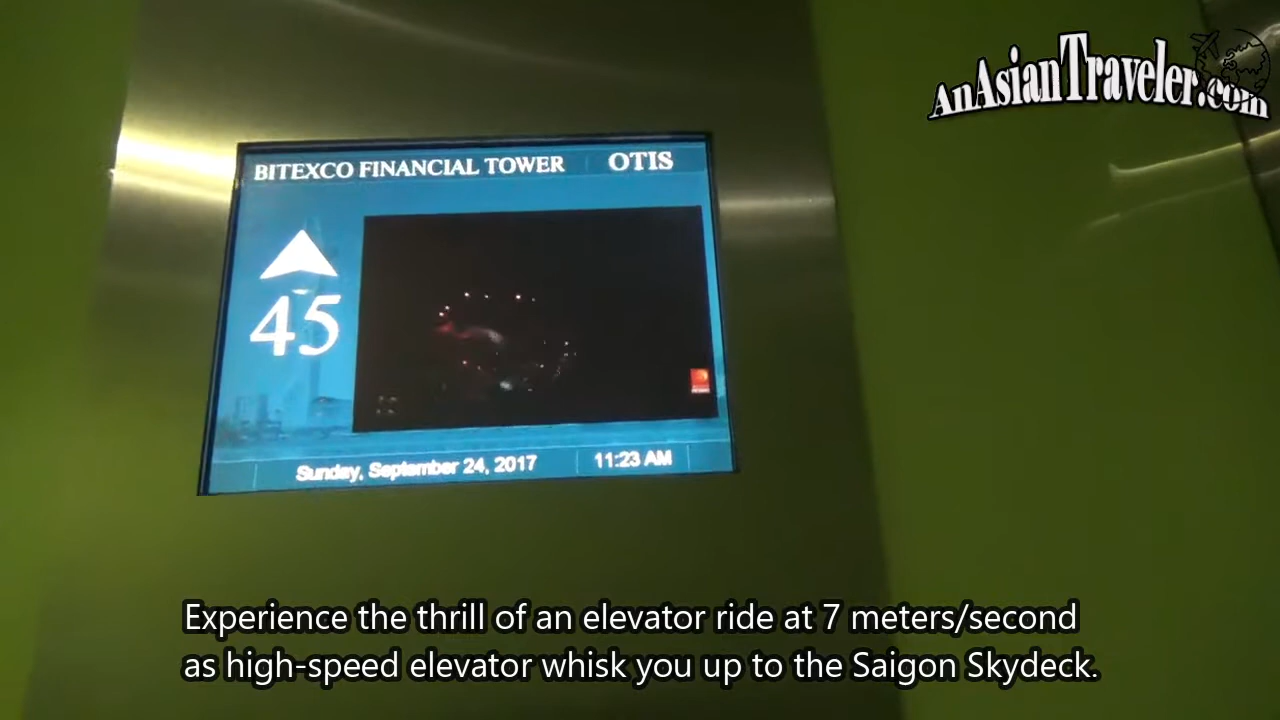 AnAsianTraveler.com
BITEXCO FINANCIAL TOWER OTIS
45
Sunday, September 24, 2017 11:23 AM
Experience the thrill of an elevator ride at 7 meters/second
as high-speed elevator whisk you up to the Saigon Skydeck.